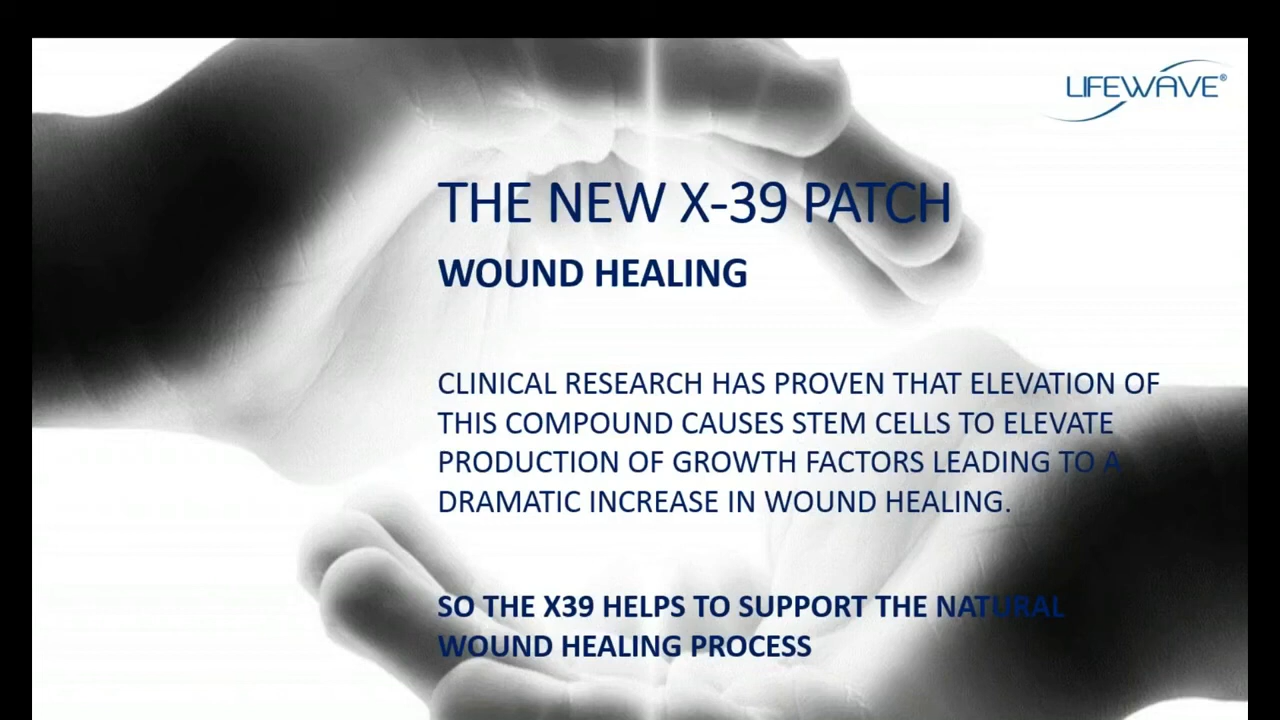 LIFEWAVE®
THE NEW X-39 PATCH
WOUND HEALING
CLINICAL RESEARCH HAS PROVEN THAT ELEVATION OF
THIS COMPOUND CAUSES STEM CELLS TO ELEVATE
PRODUCTION OF GROWTH FACTORS LEADING TO A
DRAMATIC INCREASE IN WOUND HEALING.
SO THE X39 HELPS TO SUPPORT THE NATURAL
WOUND HEALING PROCESS